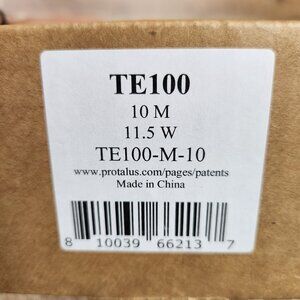 TE100
10 M
11.5 W
TE100-M-10
www.protalus.com/pages/patents
Made in China
8 10039 66213 7